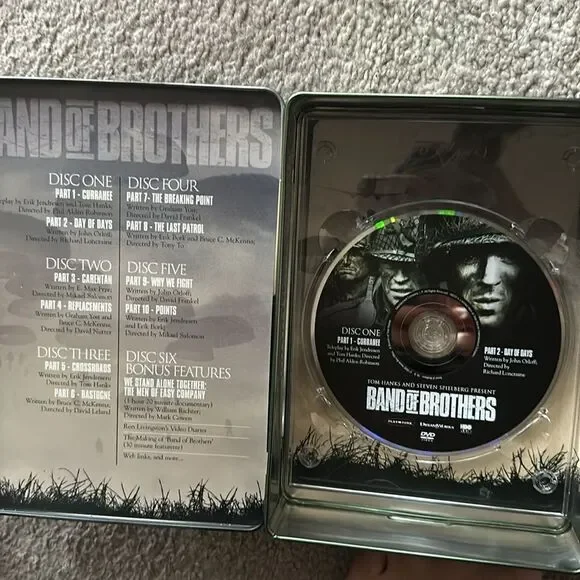 BAND OF BROTHERS
DISC ONE
PART 1 - CURRAHEE
Teleplay by Erik Jendresen and Tom Hanks;
Directed by Phil Alden Robinson
PART 2 - DAY OF DAYS
Written by John Orloff;
Directed by Richard Loncraine
DISC TWO
PART 3 - CARENTAN
Written by E. Max Frye;
Directed by Mikael Salomon
PART 4 - REPLACEMENTS
Written by Graham Yost and
Bruce C. McKenna;
Directed by David Nutter
DISC THREE
PART 5 - CROSSROADS
Written by Erik Jendresen;
Directed by Tom Hanks
PART 6 - BASTOGNE
Written by Bruce C. McKenna;
Directed by David Leland
DISC FOUR
PART 7 - THE BREAKING POINT
Written by Graham Yost;
Directed by David Frankel
PART 8 - THE LAST PATROL
Written by Erik Bork and Bruce C. McKenna;
Directed by Tony To
DISC FIVE
PART 9 - WHY WE FIGHT
Written by John Orloff;
Directed by David Frankel
PART 10 - POINTS
Written by Erik Jendresen
and Erik Bork;
Directed by Mikael Salomon
DISC SIX
BONUS FEATURES
WE STAND ALONE TOGETHER:
THE MEN OF EASY COMPANY
(1 hour 20 minute documentary)
Written by William Richter;
Directed by Mark Cowen
Ron Livingston's Video Diaries
The Making of 'Band of Brothers'
(30 minute featurette)
Web links, and more...
DISC ONE
PART 1 - CURRAHEE
Teleplay by Erik Jendresen
and Tom Hanks; Directed by
Phil Alden Robinson
PART 2 - DAY OF DAYS
Written by John Orloff;
Directed by
Richard Loncraine
TOM HANKS AND STEVEN SPIELBERG PRESENT
BAND OF BROTHERS
PLAYTONE
DREAMWORKS
HBO
DVD